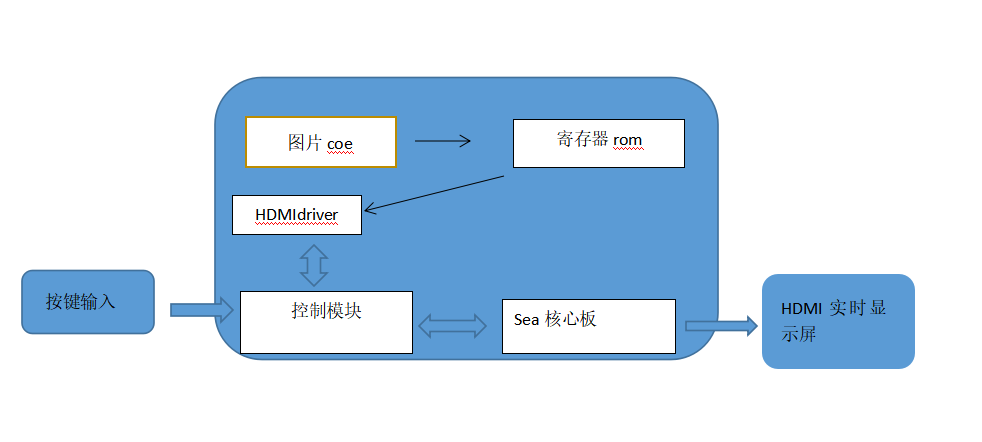 图片 coe
寄存器 rom
HDMIdriver
按键输入
控制模块
Sea 核心板
HDMI 实时显
示屏